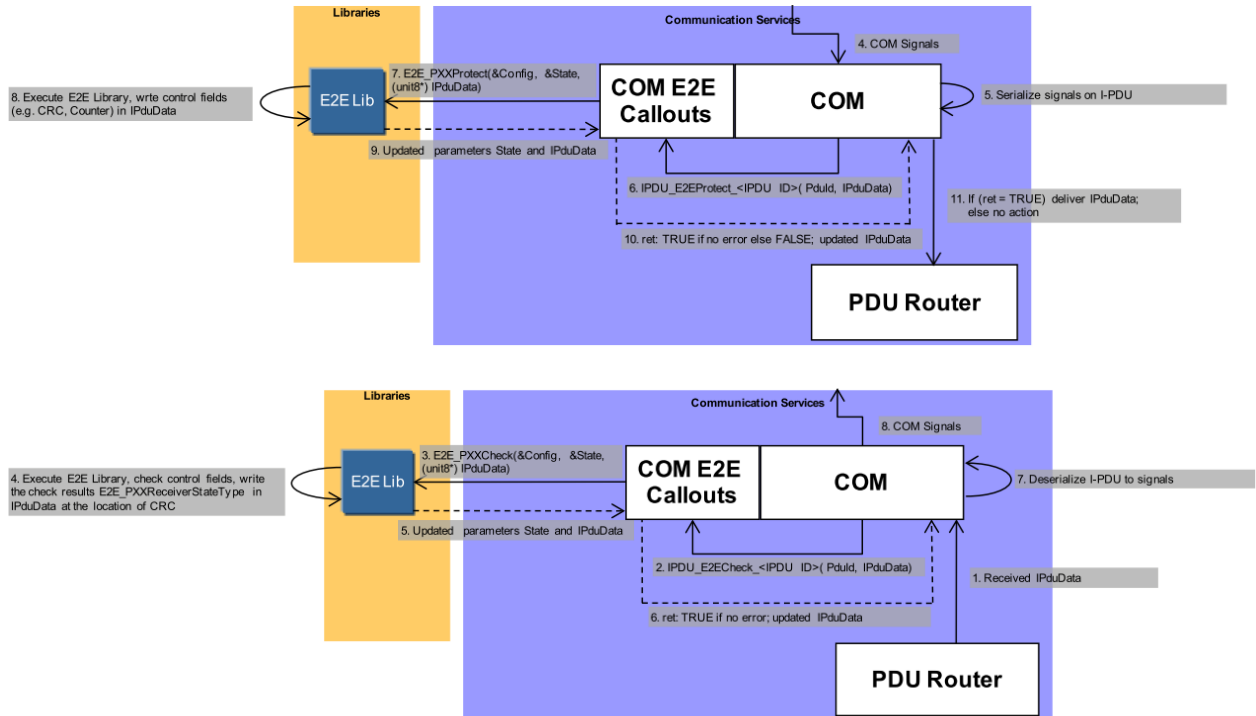 Libraries
Communication Services
4. COM Signals
7. E2E_PXXProtect(&Config, &State,
(unit8*) IPduData)
8. Execute E2E Library, wrte control fields
(e.g. CRC, Counter) in IPduData
E2E Lib
COM E2E
Callouts
COM
5. Serialize signals on I-PDU
9. Updated parameters State and IPduData
6. IPDU_E2EProtect_<IPDU ID>( PduId, IPduData)
11. If (ret = TRUE) deliver IPduData;
else no action
10. ret: TRUE if no error else FALSE; updated IPduData
PDU Router
Libraries
Communication Services
8. COM Signals
3. E2E_PXXCheck(&Config, &State,
(unit8*) IPduData)
4. Execute E2E Library, check control fields, write
the check results E2E_PXXReceiverStateType in
IPduData at the location of CRC
E2E Lib
COM E2E
Callouts
COM
7. Deserialize I-PDU to signals
5. Updated parameters State and IPduData
2. IPDU_E2ECheck_<IPDU ID>( PduId, IPduData)
1. Received IPduData
6. ret: TRUE if no error; updated IPduData
PDU Router